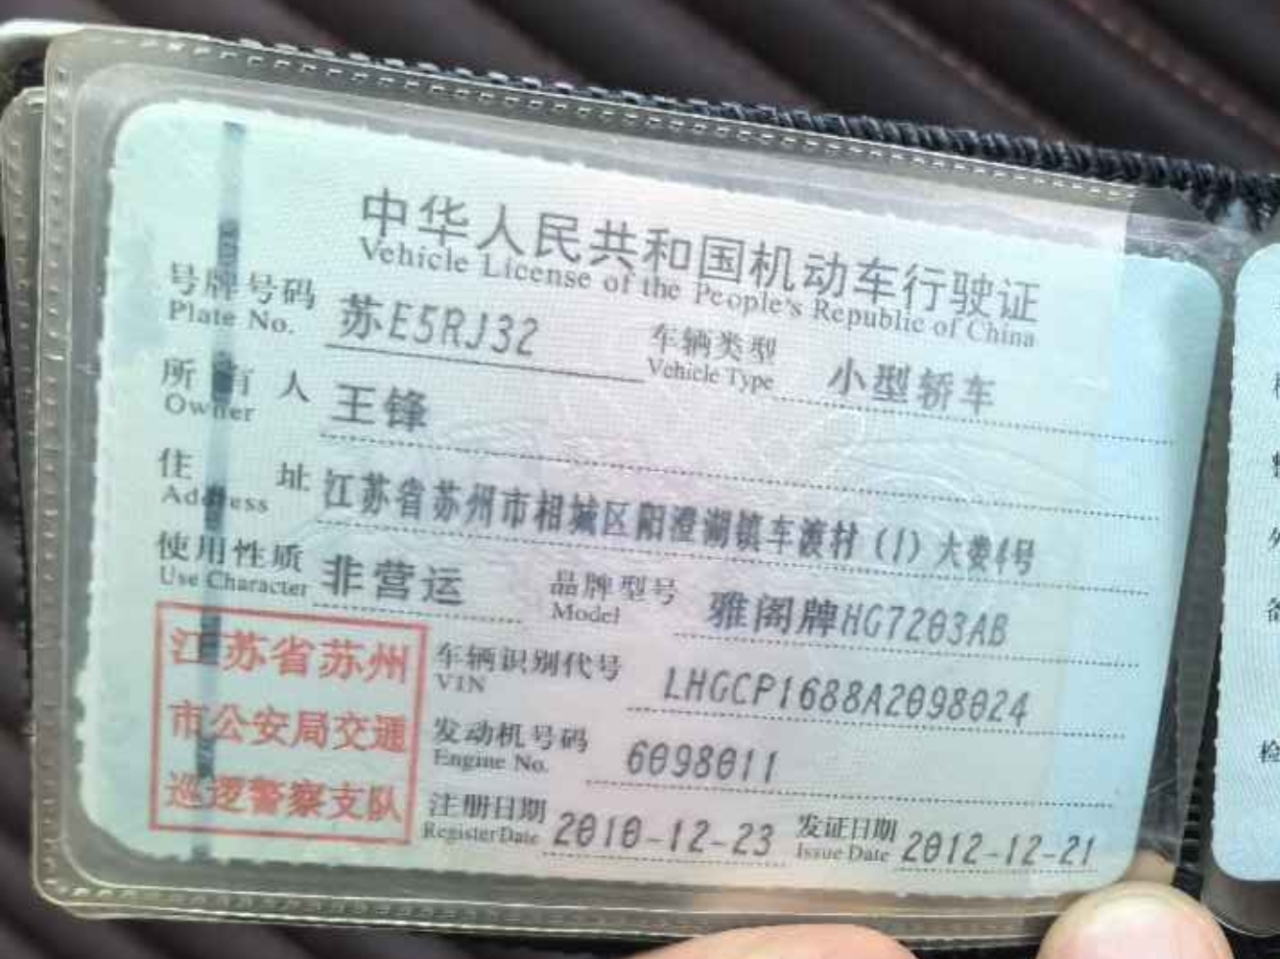 中华人民共和国机动车行驶证
Vehicle License of the People's Republic of China
号牌号码 苏E5RJ32 车辆类型 小型轿车
Plate No. Vehicle Type
所有人 王锋
Owner
住址 江苏省苏州市相城区阳澄湖镇车渡村(1)大娄4号
Address
使用性质 非营运 品牌型号 雅阁牌HG7203AB
Use Character Model
江苏省苏州
市公安局交通
巡逻警察支队
车辆识别代号 LHGCP1688A2098024
VIN
发动机号码 6098011
Engine No.
注册日期 2010-12-23 发证日期 2012-12-21
Register Date Issue Date
检